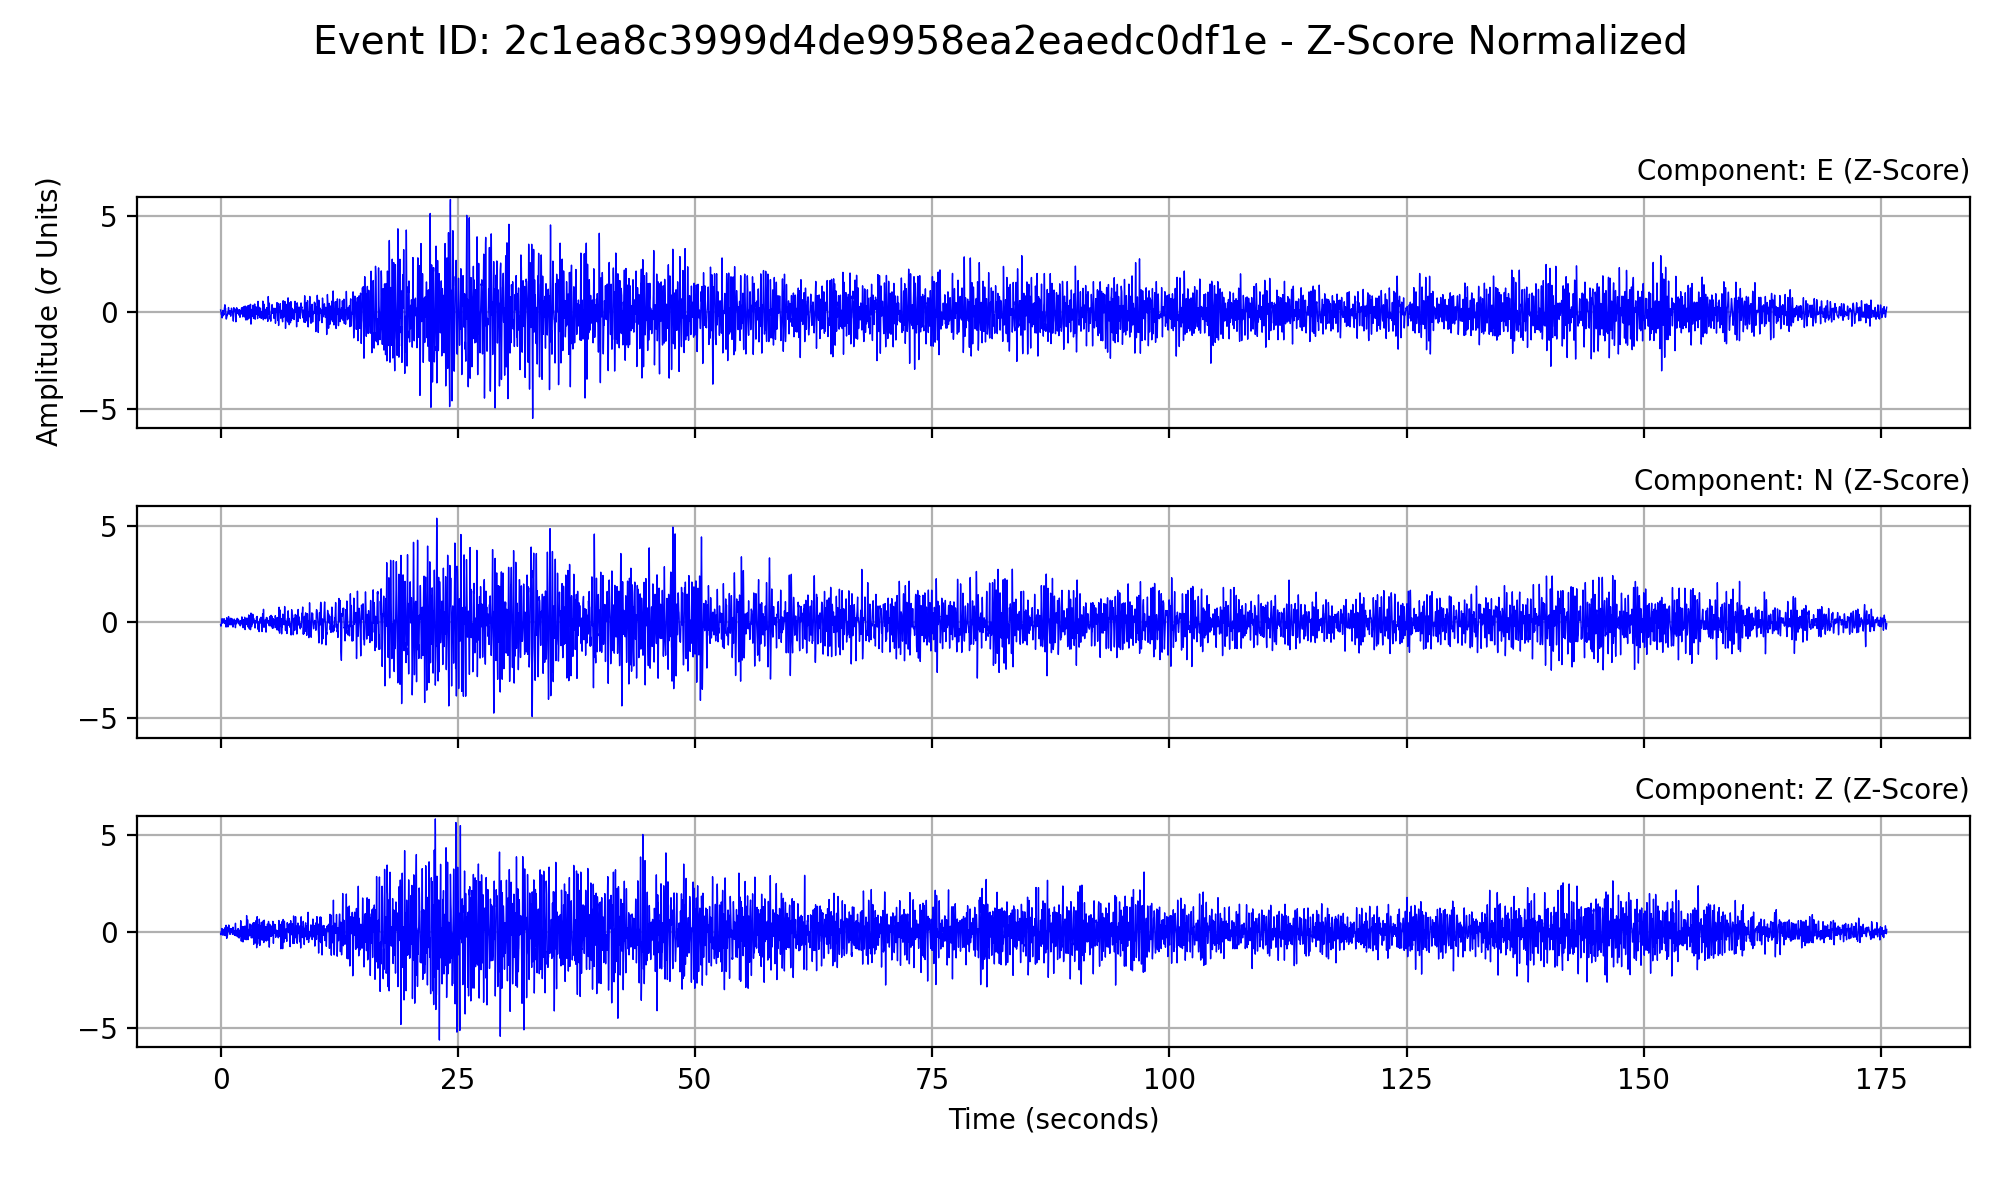 Event ID: 2c1ea8c3999d4de9958ea2eaedc0df1e - Z-Score Normalized
Component: E (Z-Score)
Amplitude (σ Units)
5
0
−5
Component: N (Z-Score)
5
0
−5
Component: Z (Z-Score)
5
0
−5
0 25 50 75 100 125 150 175
Time (seconds)